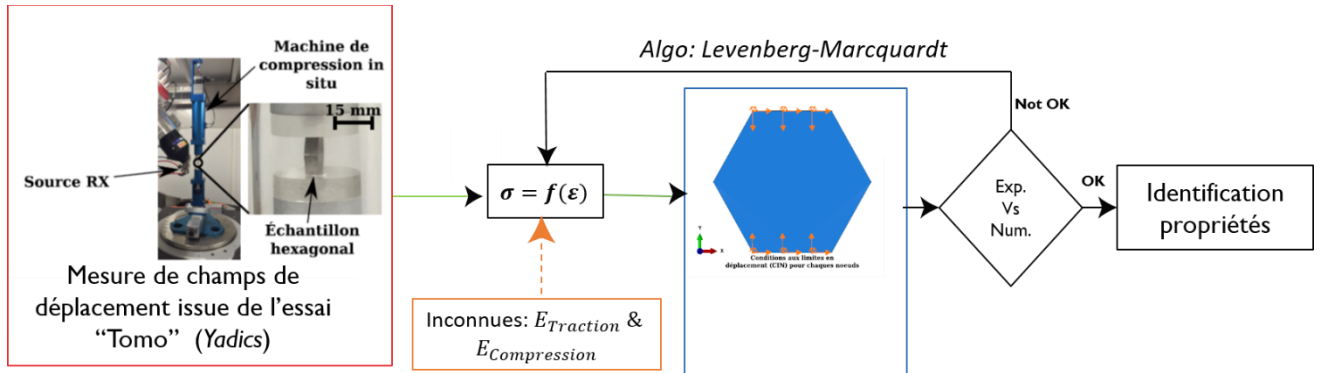 Machine de
compression in
situ
15 mm
Source RX
Échantillon
hexagonal
Mesure de champs de
déplacement issue de l'essai
“Tomo” (Yadics)
Algo: Levenberg-Marcquardt
σ = f(ε)
Inconnues: E_Traction &
E_Compression
Y
X
Conditions aux limites en
déplacement (CIN) pour chaques noeuds
Not OK
Exp.
Vs
Num.
OK
Identification
propriétés